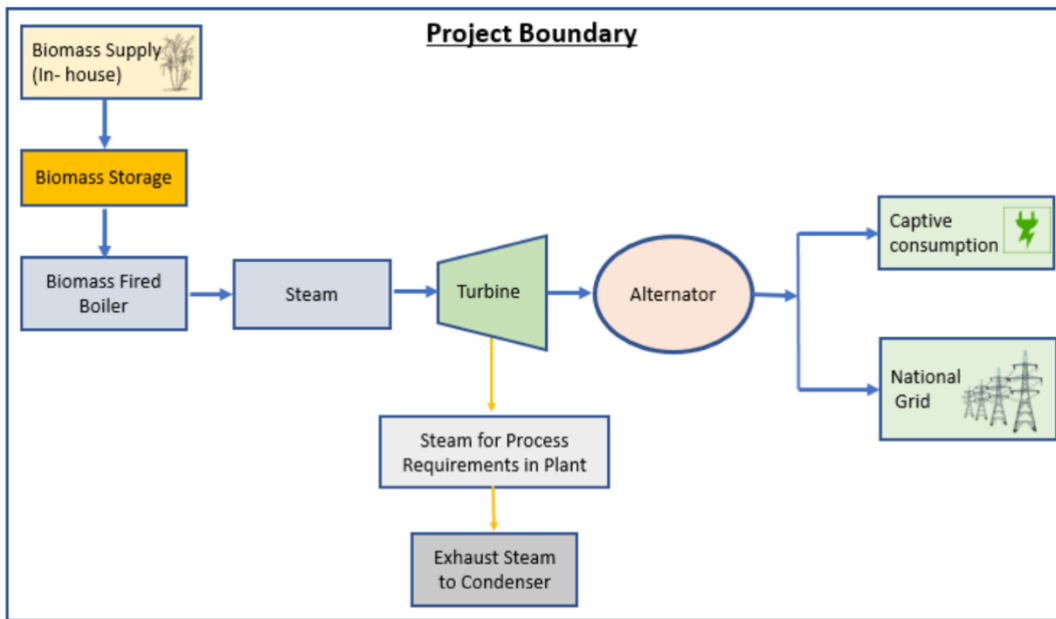 Project Boundary
Biomass Supply
(In- house)
Biomass Storage
Biomass Fired
Boiler
Steam
Turbine
Alternator
Captive
consumption
National
Grid
Steam for Process
Requirements in Plant
Exhaust Steam
to Condenser